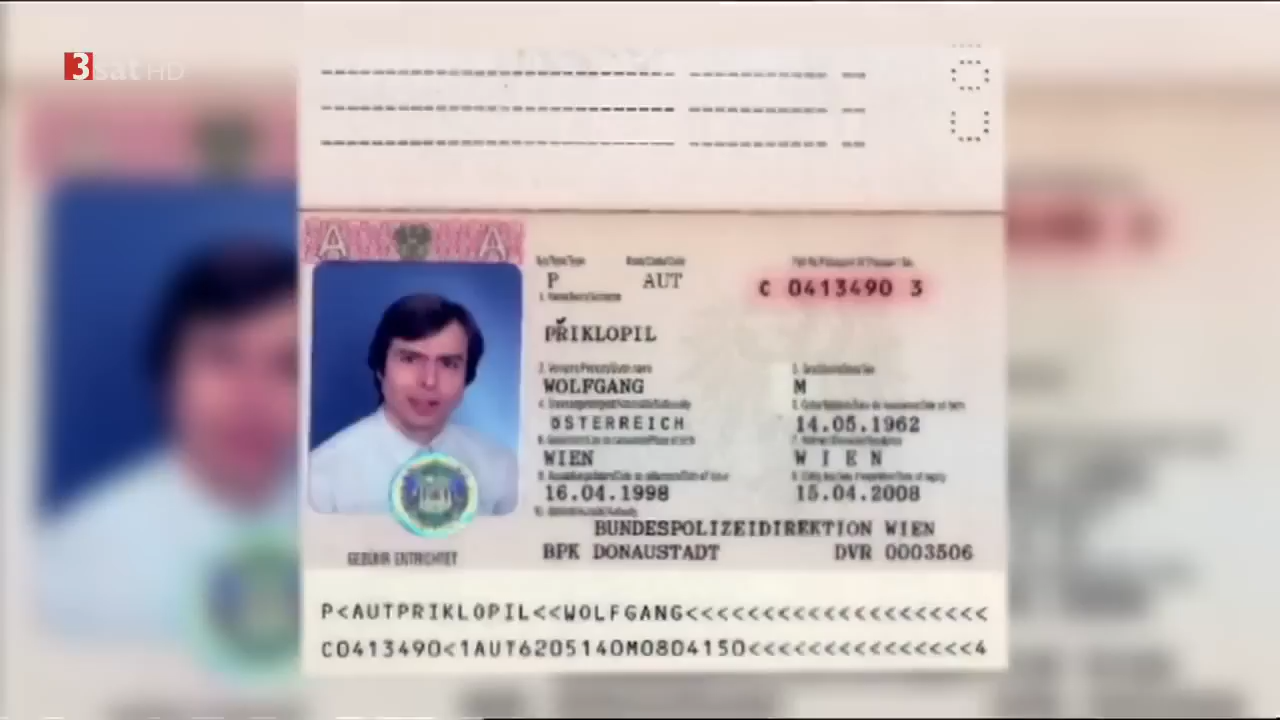 3sat HD
A A
P AUT
C 0413490 3
PŘIKLOPIL
WOLFGANG M
ÖSTERREICH 14.05.1962
WIEN W I E N
16.04.1998 15.04.2008
BUNDESPOLIZEIDIREKTION WIEN
BPK DONAUSTADT DVR 0003506
GEBÜHR ENTRICHTET
P<AUTPRIKLOPIL<<WOLFGANG<<<<<<<<<<<<<<<<<<<<
C0413490<1AUT6205140M0804150<<<<<<<<<<<<<<<4